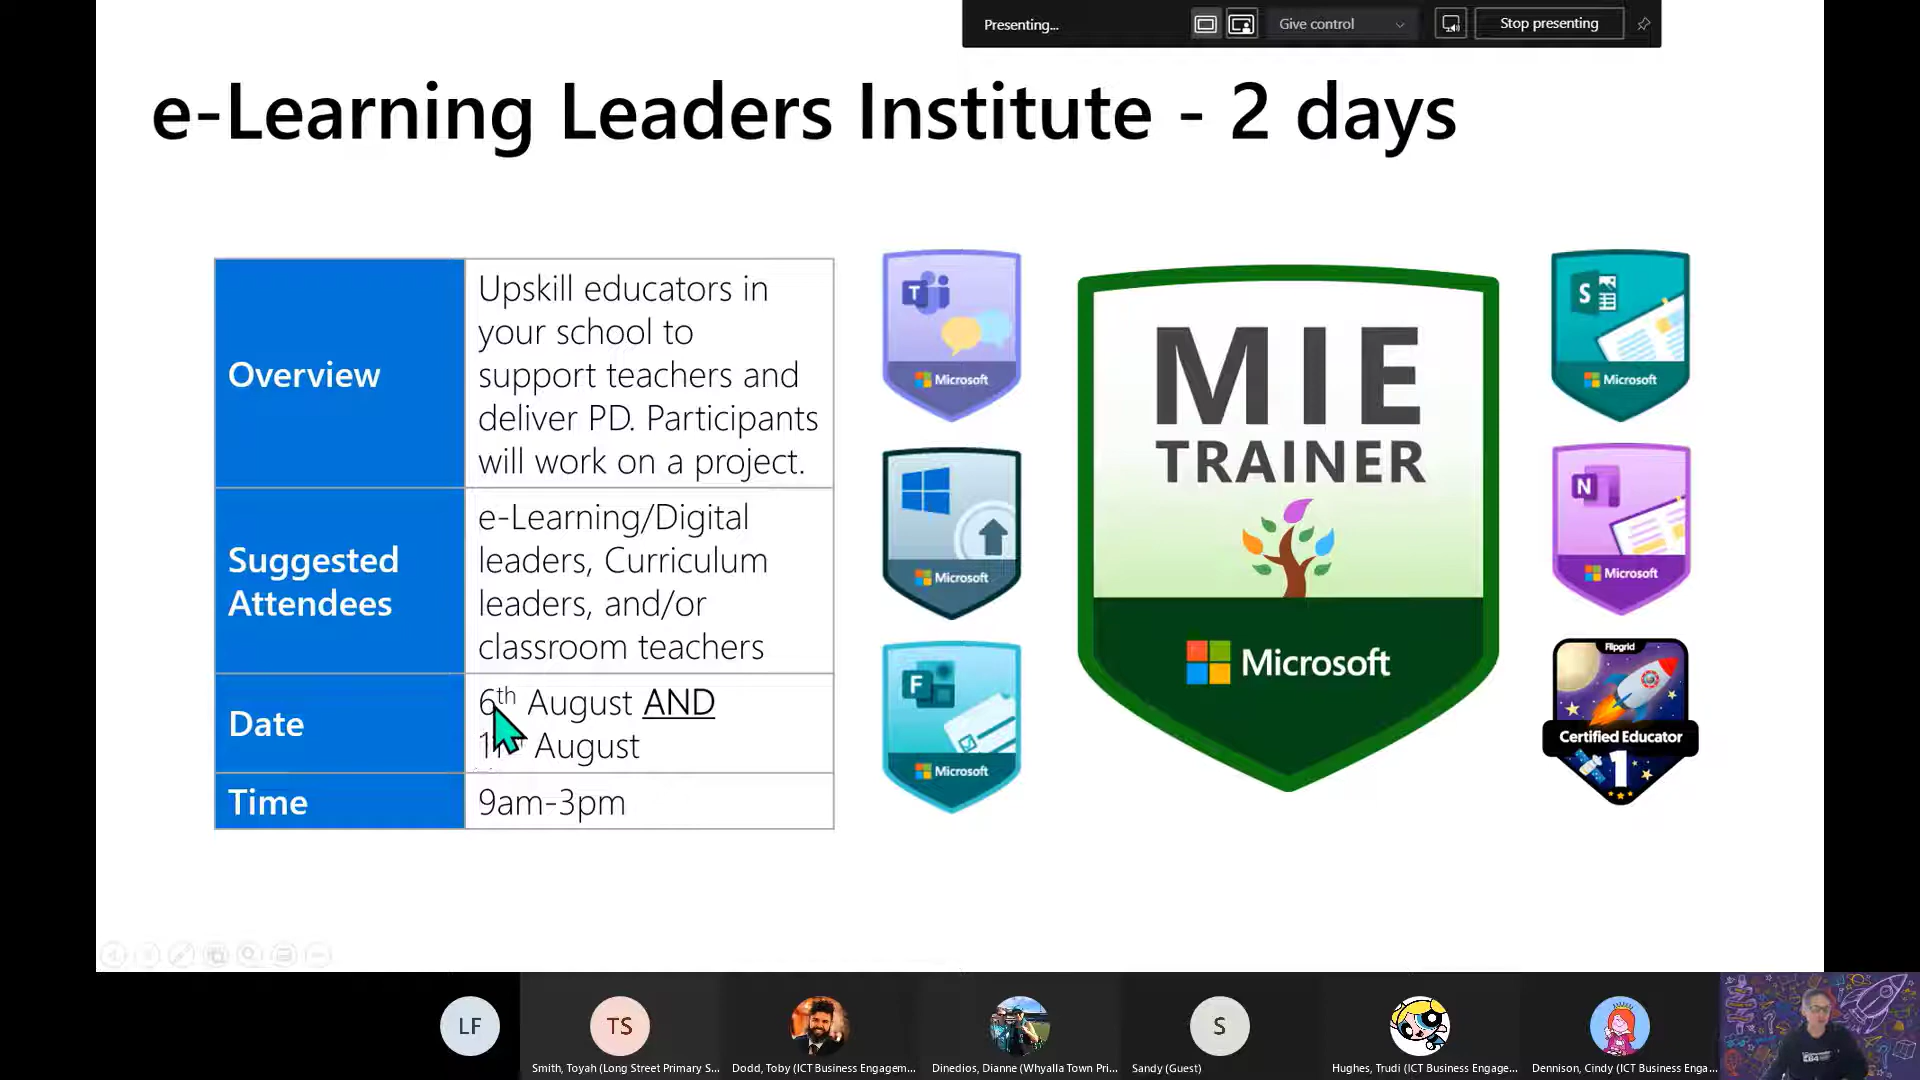 Presenting...
Give control
Stop presenting
e-Learning Leaders Institute - 2 days
Overview
Upskill educators in
your school to
support teachers and
deliver PD. Participants
will work on a project.
Suggested
Attendees
e-Learning/Digital
leaders, Curriculum
leaders, and/or
classroom teachers
Date
6th August AND
August
Time
9am-3pm
T
Microsoft
Microsoft
F
Microsoft
MIE
TRAINER
Microsoft
S
Microsoft
N
Microsoft
Flipgrid
Certified Educator
1
LF
TS
S
Smith, Toyah (Long Street Primary S...
Dodd, Toby (ICT Business Engagem...
Dinedios, Dianne (Whyalla Town Pri...
Sandy (Guest)
Hughes, Trudi (ICT Business Engage...
Dennison, Cindy (ICT Business Enga...